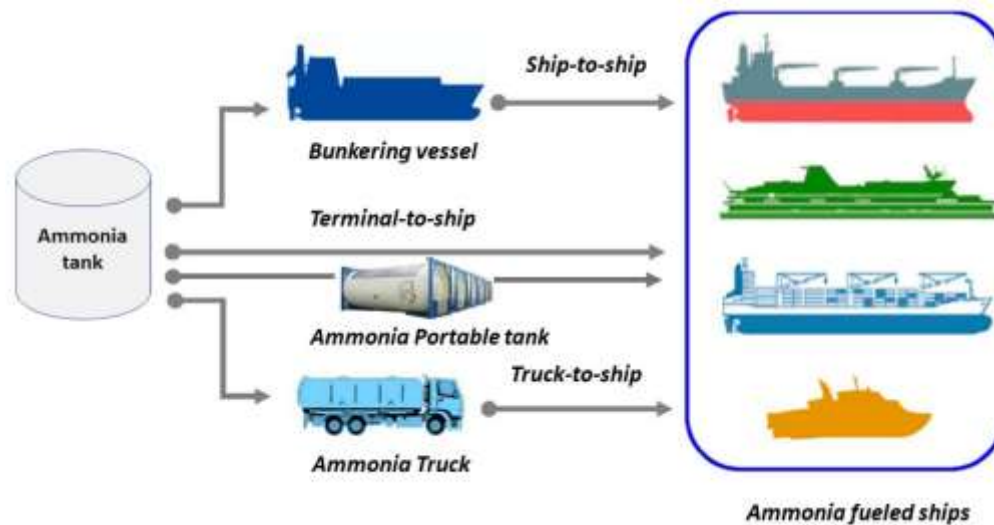 Ship-to-ship
Bunkering vessel
Terminal-to-ship
Ammonia
tank
Ammonia Portable tank
Truck-to-ship
Ammonia Truck
Ammonia fueled ships